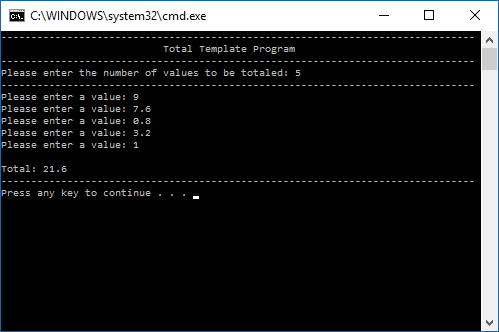 C:\WINDOWS\system32\cmd.exe
-------------------------------------------------------------------------------
Total Template Program
-------------------------------------------------------------------------------
Please enter the number of values to be totaled: 5
-------------------------------------------------------------------------------
Please enter a value: 9
Please enter a value: 7.6
Please enter a value: 0.8
Please enter a value: 3.2
Please enter a value: 1
Total: 21.6
-------------------------------------------------------------------------------
Press any key to continue . . .